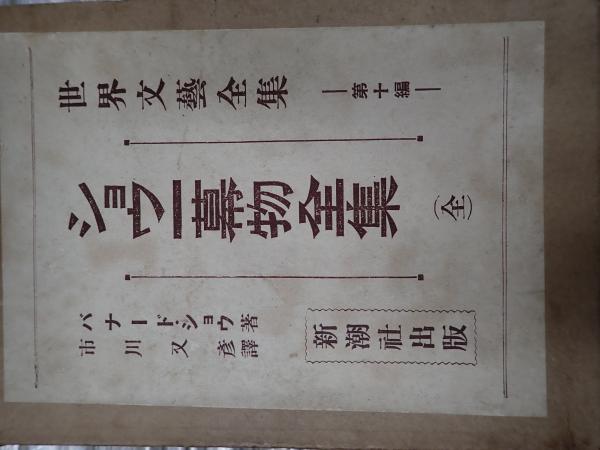 世界文藝全集
第十編
ショウ一幕物全集
(全)
バナード・ショウ著
市川又彦譯
新潮社出版